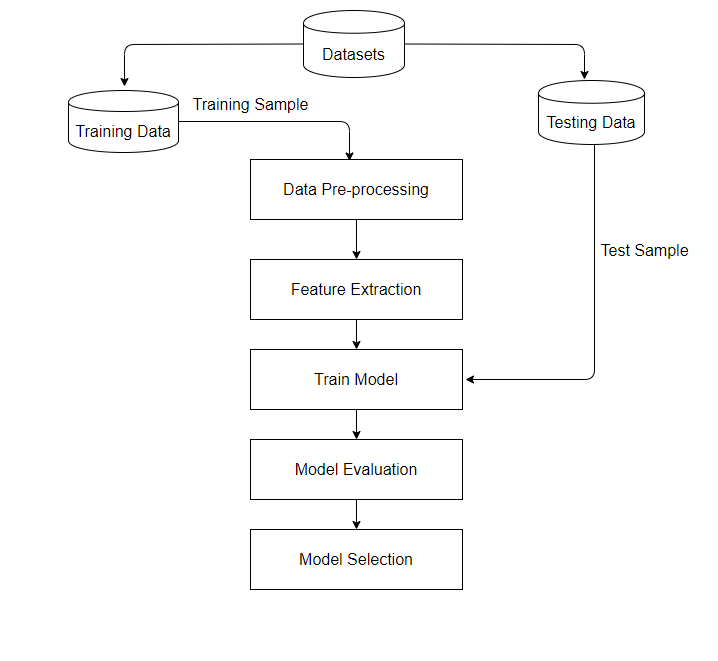 Datasets
Training Data
Training Sample
Testing Data
Data Pre-processing
Test Sample
Feature Extraction
Train Model
Model Evaluation
Model Selection